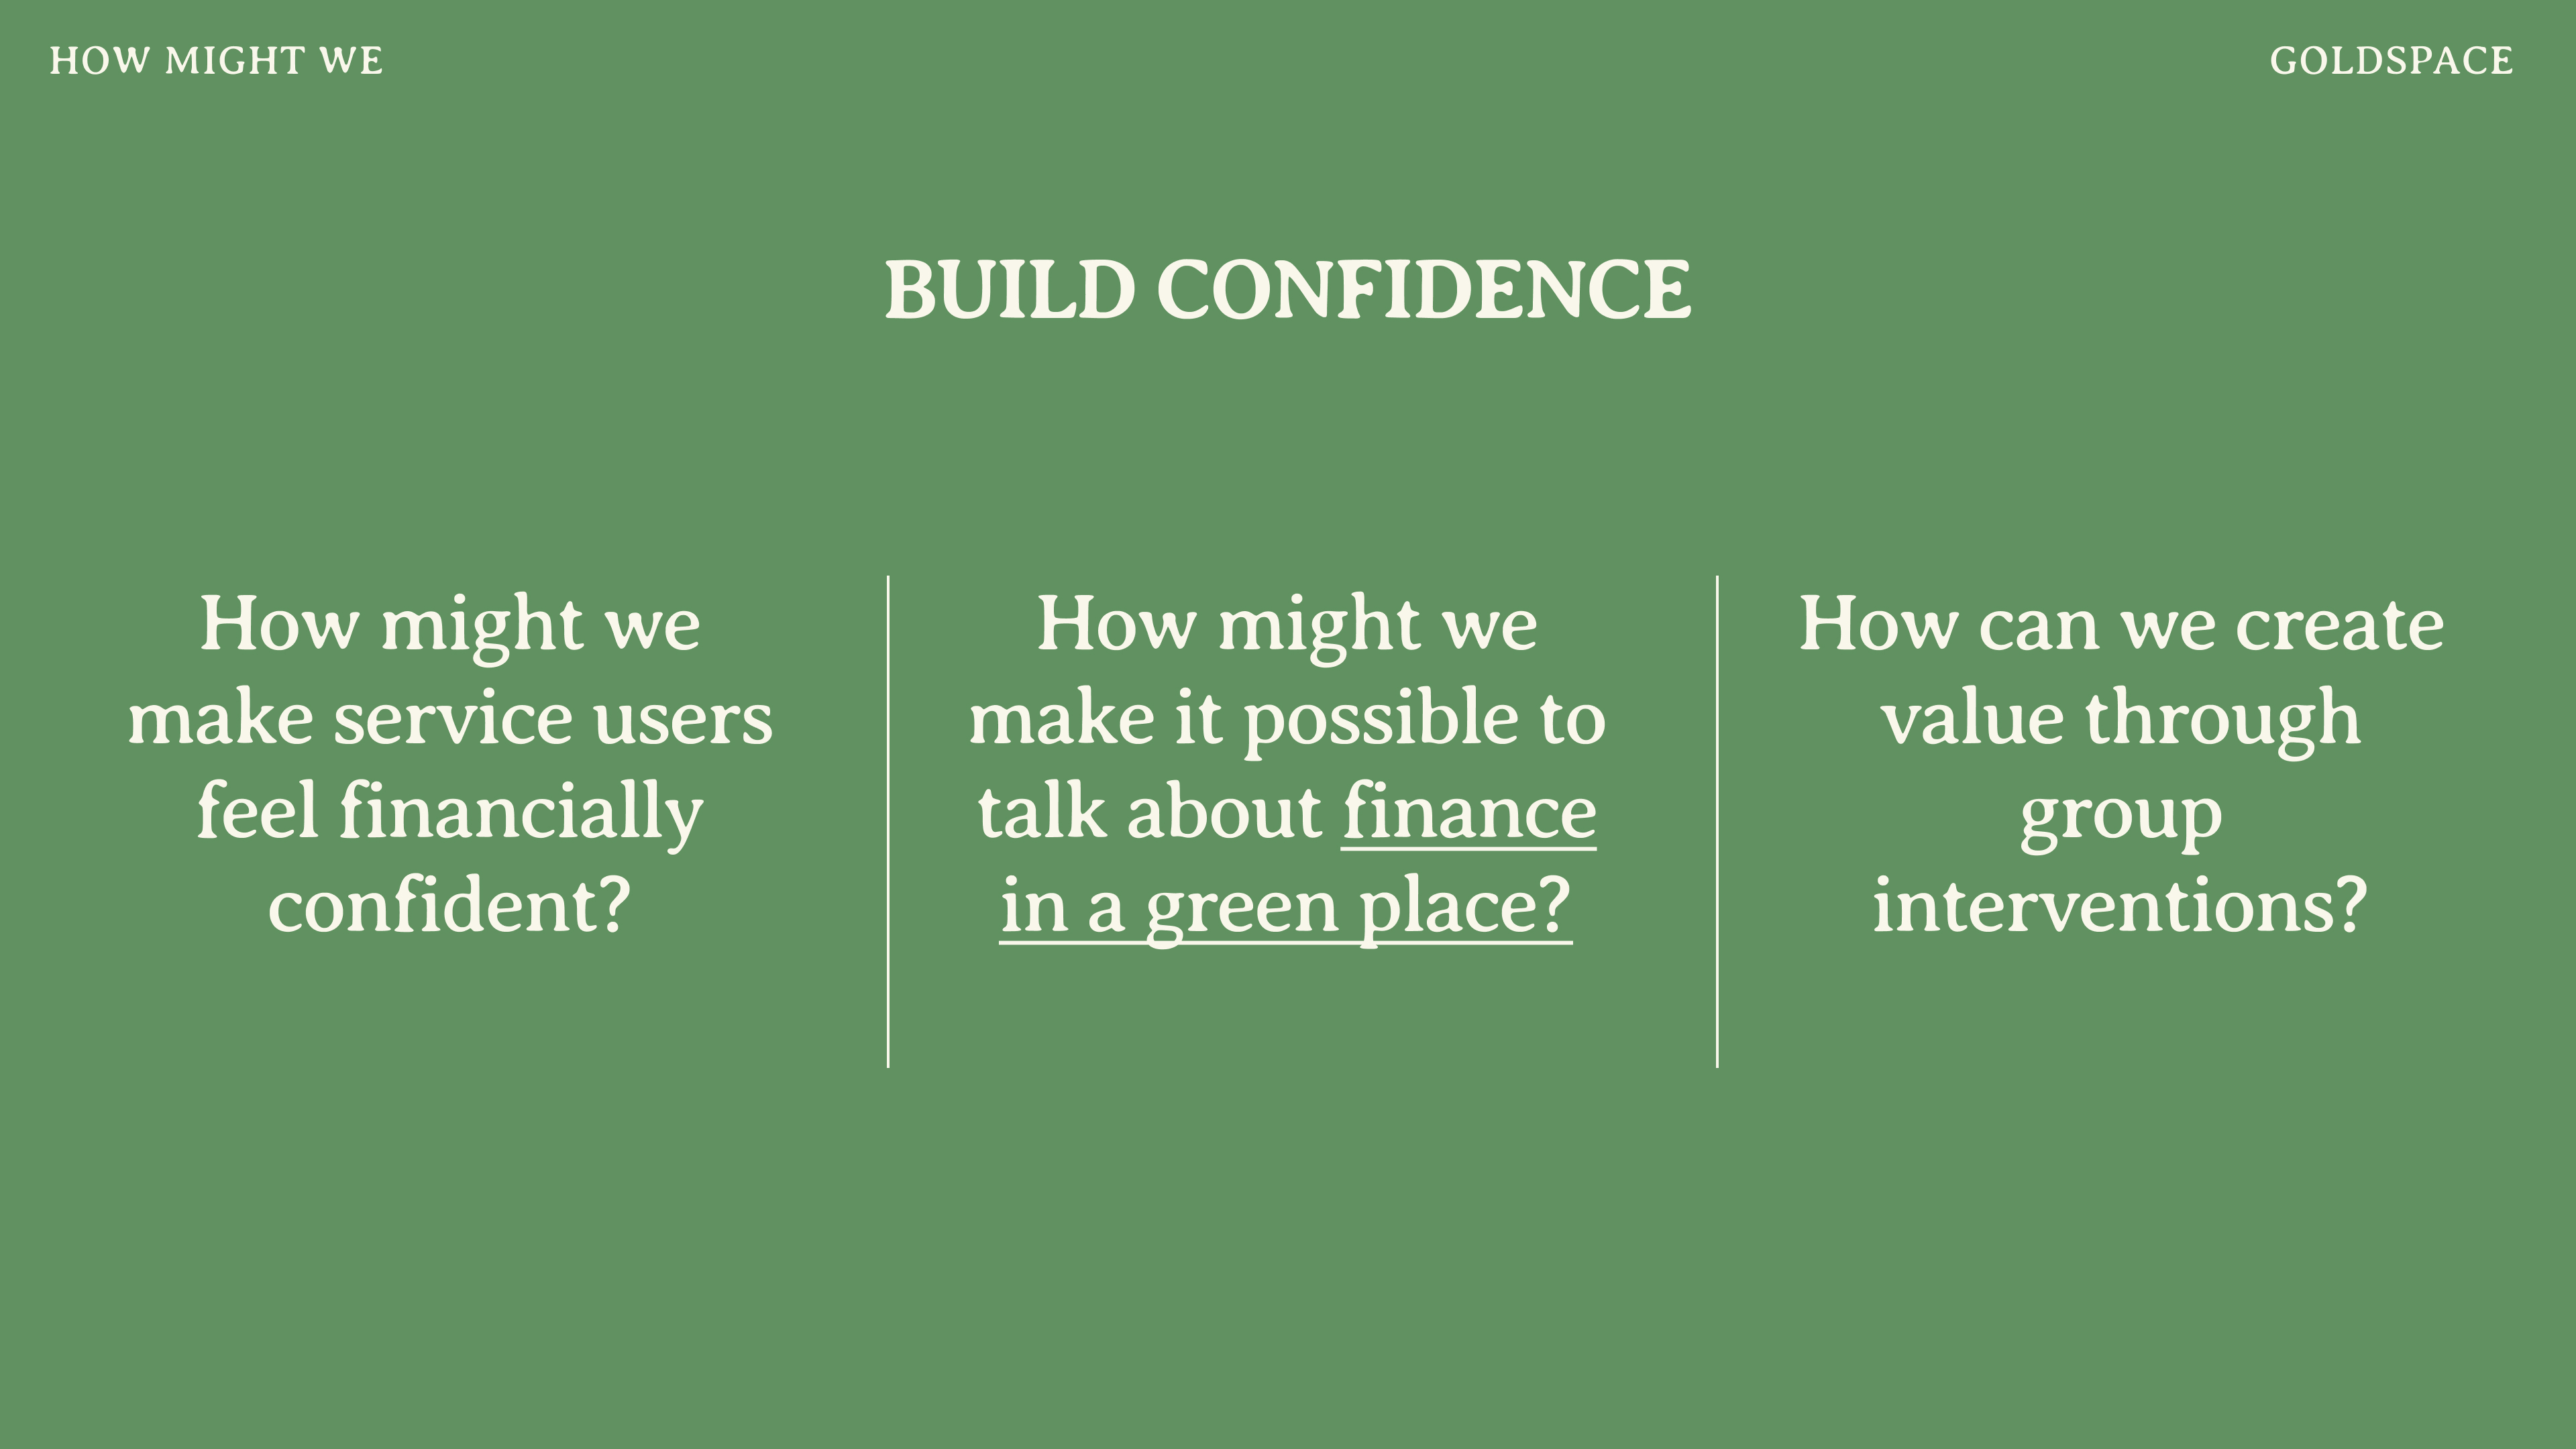 HOW MIGHT WE
GOLDSPACE
BUILD CONFIDENCE
How might we
make service users
feel financially
confident?
How might we
make it possible to
talk about finance
in a green place?
How can we create
value through
group
interventions?